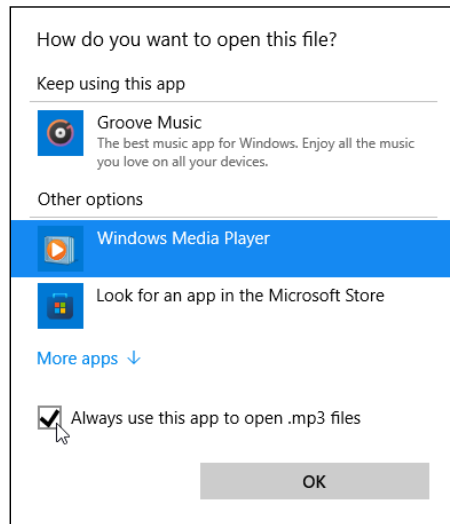 How do you want to open this file?
Keep using this app
Groove Music
The best music app for Windows. Enjoy all the music
you love on all your devices.
Other options
Windows Media Player
Look for an app in the Microsoft Store
More apps ↓
Always use this app to open .mp3 files
OK